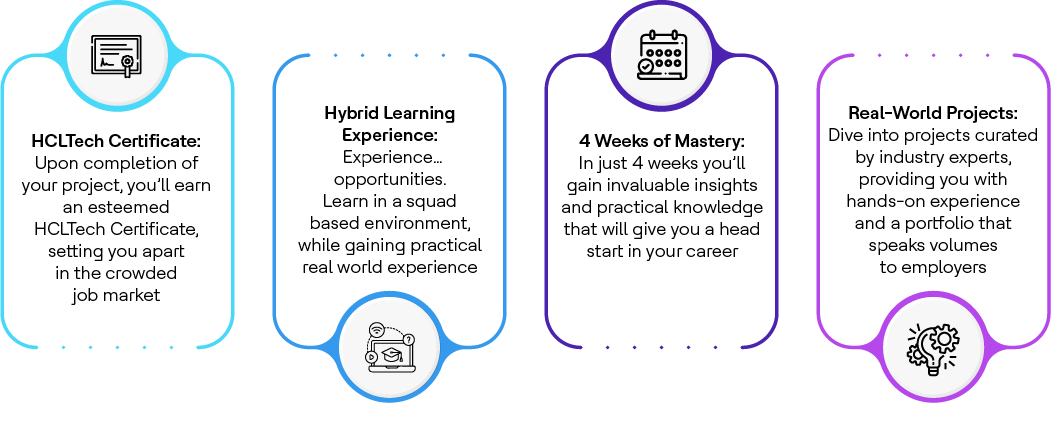 HCLTech Certificate:
Upon completion of
your project, you'll earn
an esteemed
HCLTech Certificate,
setting you apart
in the crowded
job market
Hybrid Learning
Experience:
Experience...
opportunities.
Learn in a squad
based environment,
while gaining practical
real world experience
4 Weeks of Mastery:
In just 4 weeks you'll
gain invaluable insights
and practical knowledge
that will give you a head
start in your career
Real-World Projects:
Dive into projects curated
by industry experts,
providing you with
hands-on experience
and a portfolio that
speaks volumes
to employers